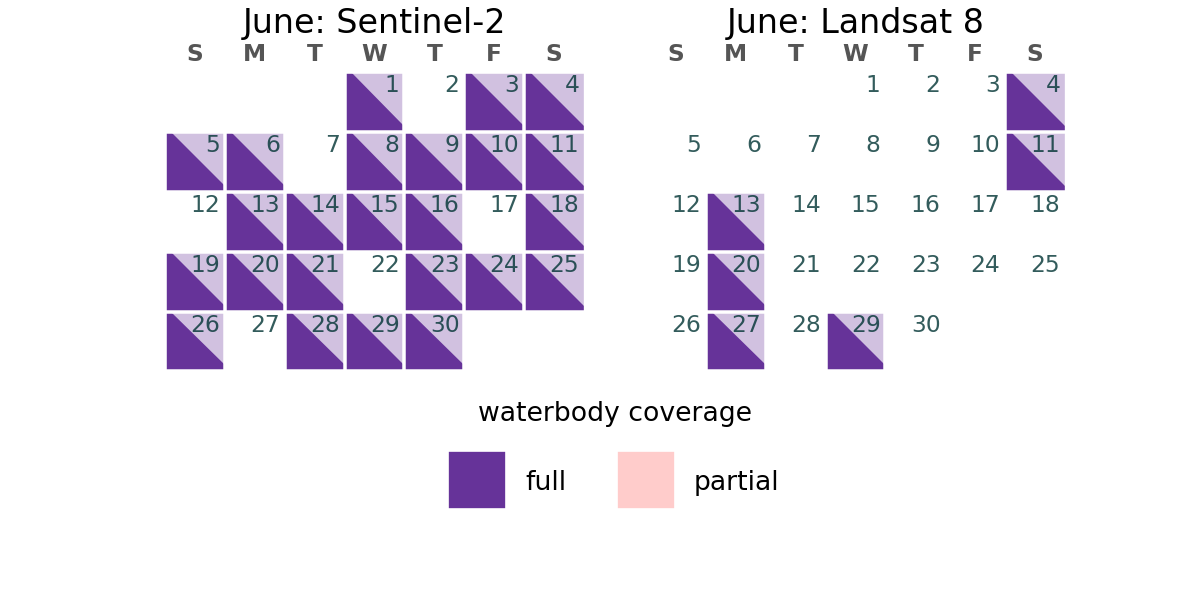 June: Sentinel-2
S M T W T F S
1 2 3 4
5 6 7 8 9 10 11
12 13 14 15 16 17 18
19 20 21 22 23 24 25
26 27 28 29 30
June: Landsat 8
S M T W T F S
1 2 3 4
5 6 7 8 9 10 11
12 13 14 15 16 17 18
19 20 21 22 23 24 25
26 27 28 29 30
waterbody coverage
full partial